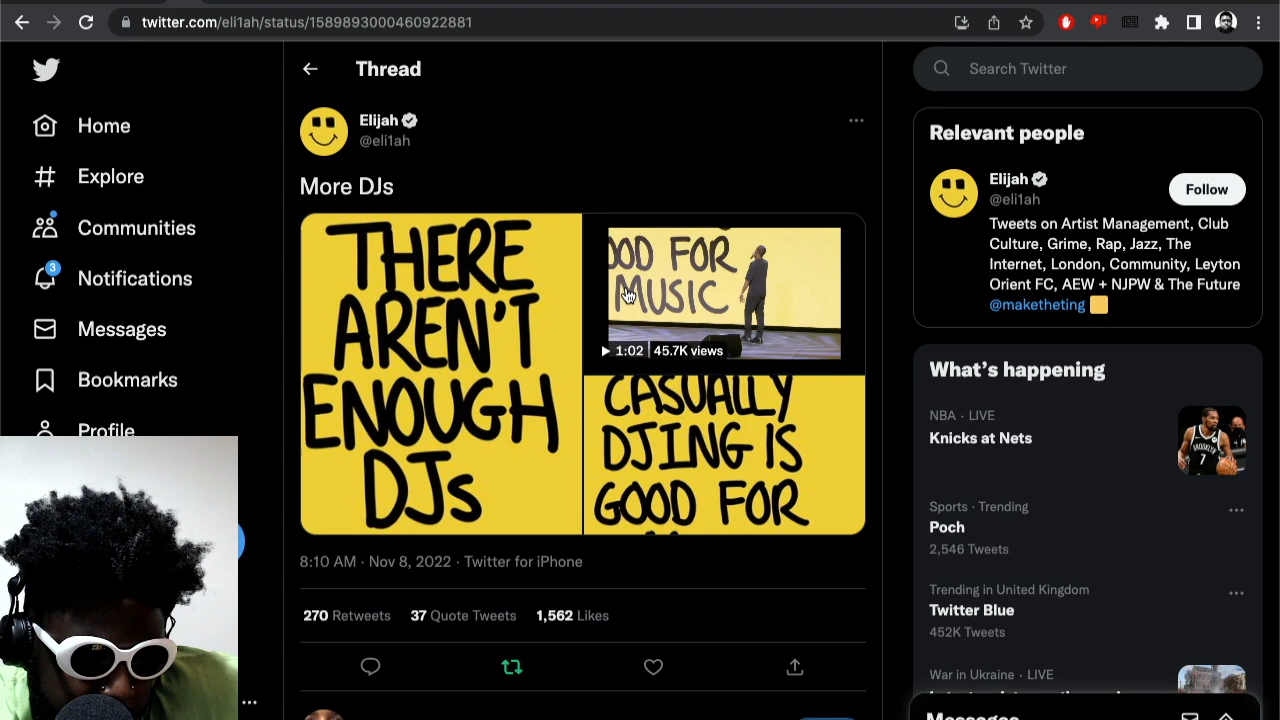 twitter.com/eli1ah/status/1589893000460922881
Thread
Search Twitter
Home
Explore
Communities
3
Notifications
Messages
Bookmarks
Profile
Elijah
@eli1ah
More DJs
THERE
AREN'T
ENOUGH
DJs
OOD FOR
MUSIC
1:02 | 45.7K views
CASUALLY
DJING IS
GOOD FOR
8:10 AM · Nov 8, 2022 · Twitter for iPhone
270 Retweets 37 Quote Tweets 1,562 Likes
Relevant people
Elijah
@eli1ah
Follow
Tweets on Artist Management, Club
Culture, Grime, Rap, Jazz, The
Internet, London, Community, Leyton
Orient FC, AEW + NJPW & The Future
@maketheting
What's happening
NBA · LIVE
Knicks at Nets
BROOKLYN
7
Sports · Trending
Poch
2,546 Tweets
Trending in United Kingdom
Twitter Blue
452K Tweets
War in Ukraine · LIVE
Messages